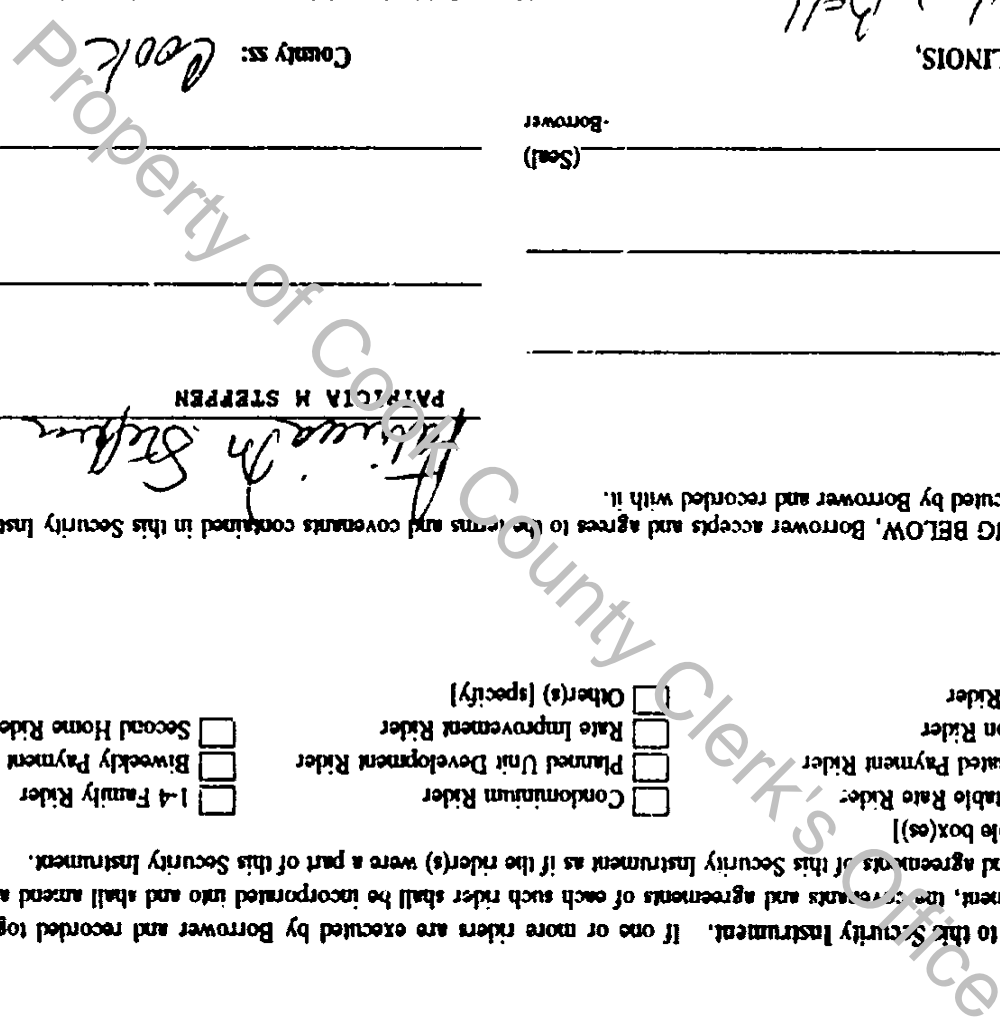 to this Security Instrument. If one or more riders are executed by Borrower and recorded tog
ment, the covenants and agreements of each such rider shall be incorporated into and shall amend a
nd agreements of this Security Instrument as if the rider(s) were a part of this Security Instrument.
le box(es)]
table Rate Rider
Condominium Rider
1-4 Family Rider
ated Payment Rider
Planned Unit Development Rider
Biweekly Payment
on Rider
Rate Improvement Rider
Second Home Ride
Rider
Other(s) [specify]
IG BELOW, Borrower accepts and agrees to the terms and covenants contained in this Security Inst
cuted by Borrower and recorded with it.
Patricia M Steffen
PATRICIA M STEFFEN
(Seal)
-Borrower
LINOIS,
County ss:
Cook
Property of Cook County Clerk's Office